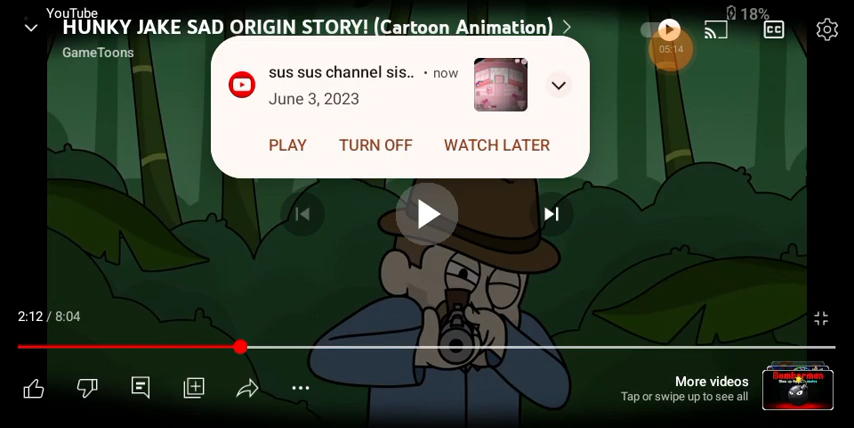 YouTube
18%
HUNKY JAKE SAD ORIGIN STORY! (Cartoon Animation)
GameToons
05:14
CC
sus sus channel sis.. • now
June 3, 2023
PLAY TURN OFF WATCH LATER
2:12 / 8:04
More videos
Tap or swipe up to see all
Bomberman